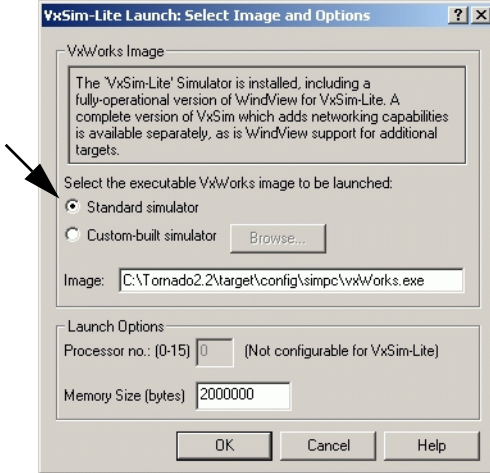 VxSim-Lite Launch: Select Image and Options
VxWorks Image
The 'VxSim-Lite' Simulator is installed, including a
fully-operational version of WindView for VxSim-Lite. A
complete version of VxSim which adds networking capabilities
is available separately, as is WindView support for additional
targets.
Select the executable VxWorks image to be launched:
Standard simulator
Custom-built simulator Browse...
Image: C:\Tornado2.2\target\config\simpc\vxWorks.exe
Launch Options
Processor no.: (0-15) 0 (Not configurable for VxSim-Lite)
Memory Size (bytes) 2000000
OK Cancel Help